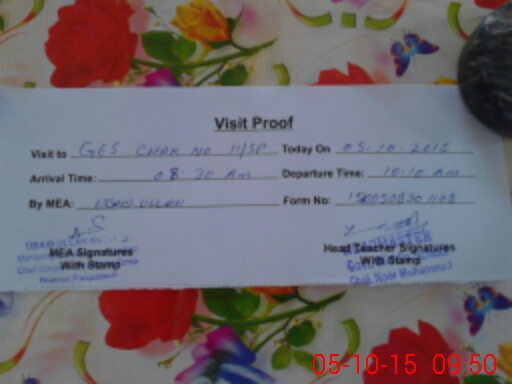 Visit Proof
Visit to GES CHAK NO 11/SP Today On 05-10-2015
Arrival Time: 08:30 Am Departure Time: 10:10 Am
By MEA: UBAID ULLAH Form No:
MEA Signatures Head Teacher Signatures
With Stamp With Stamp
05-10-15 09:50